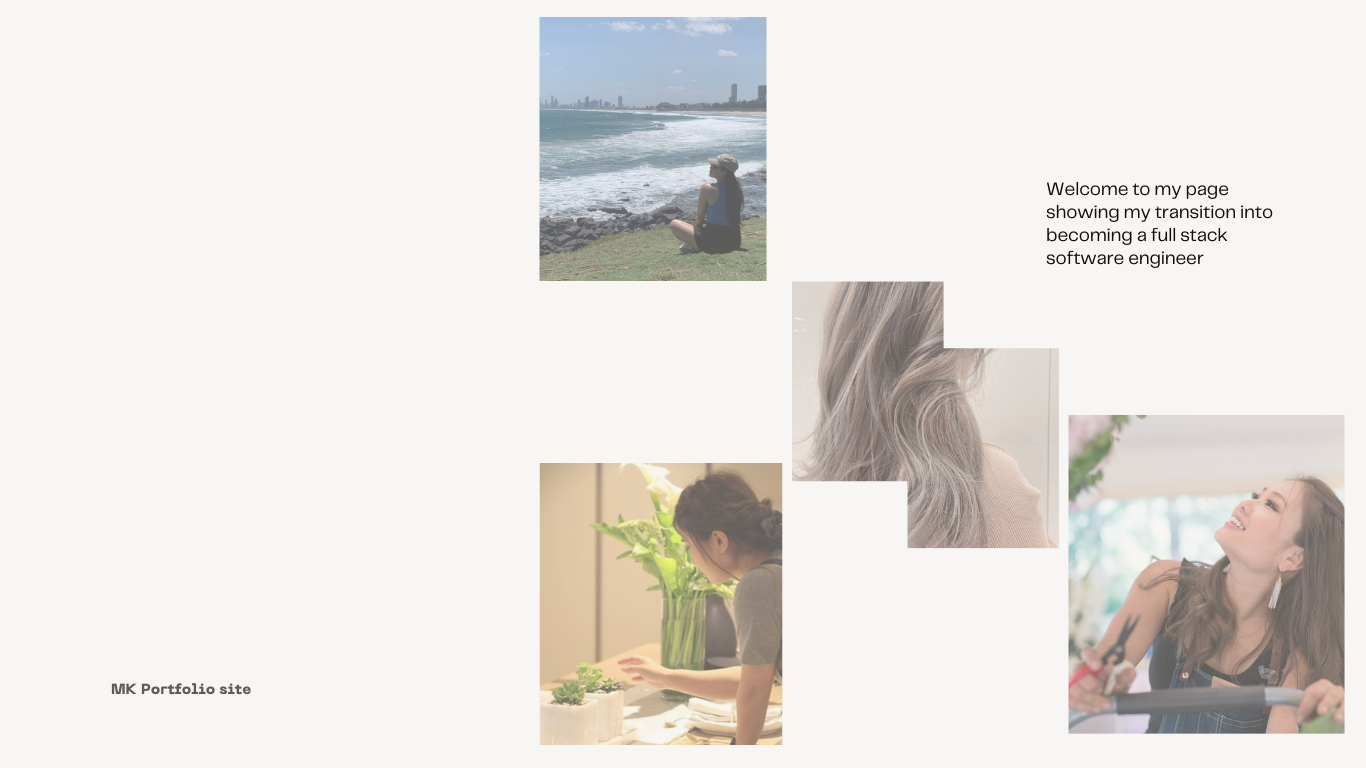 Welcome to my page
showing my transition into
becoming a full stack
software engineer
MK Portfolio site